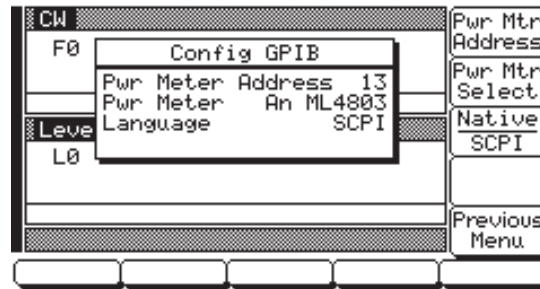 CW
F0
Config GPIB
Pwr Meter Address 13
Pwr Meter An ML4803
Language SCPI
Leve
L0
Pwr Mtr
Address
Pwr Mtr
Select
Native
SCPI
Previous
Menu